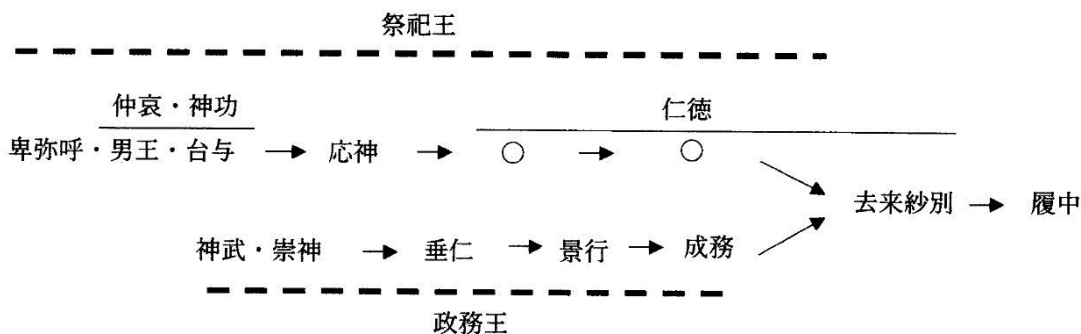 祭祀王
仲哀・神功
仁徳
卑弥呼・男王・台与 → 応神 → ○ → ○
去来紗別 → 履中
神武・崇神 → 垂仁 → 景行 → 成務
政務王